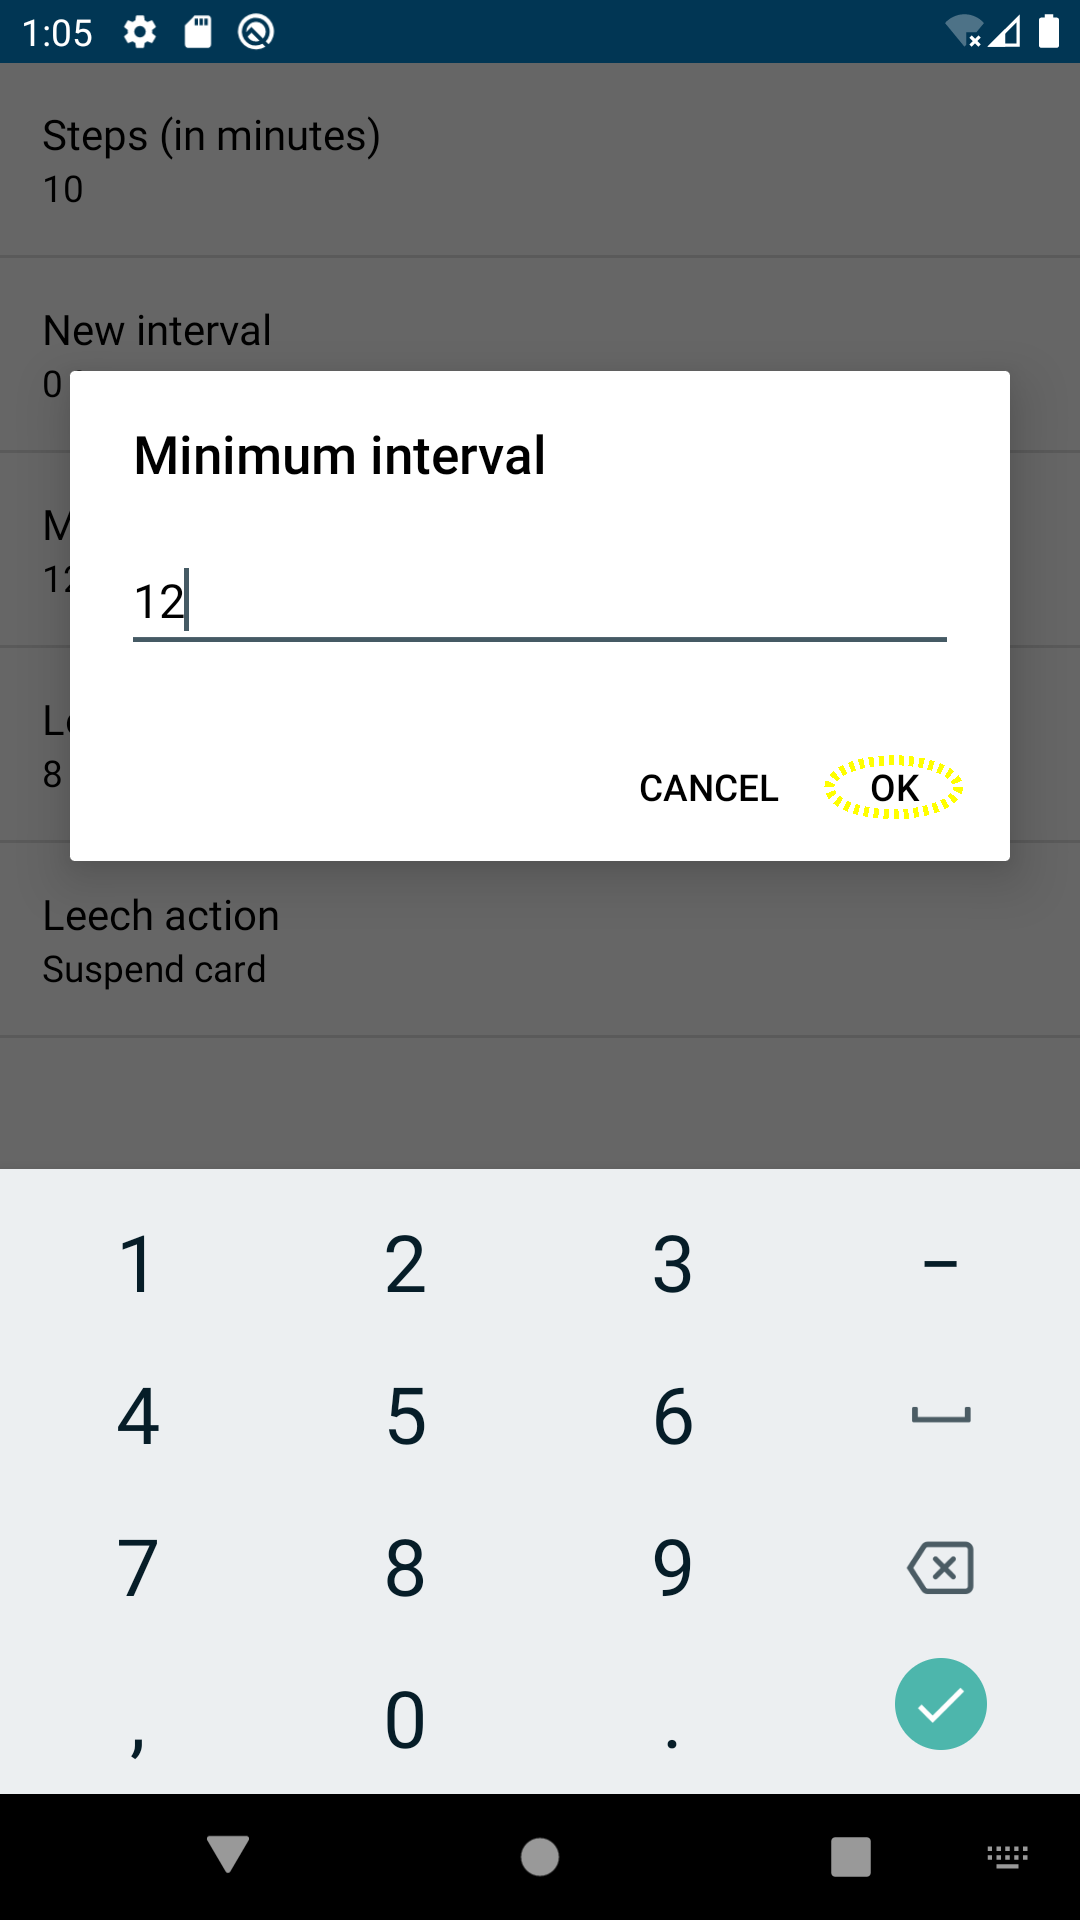 1:05
Steps (in minutes)
10
New interval
0
Minimum interval
12
12
8
CANCEL OK
Leech action
Suspend card
1 2 3 –
4 5 6
7 8 9
, 0 .